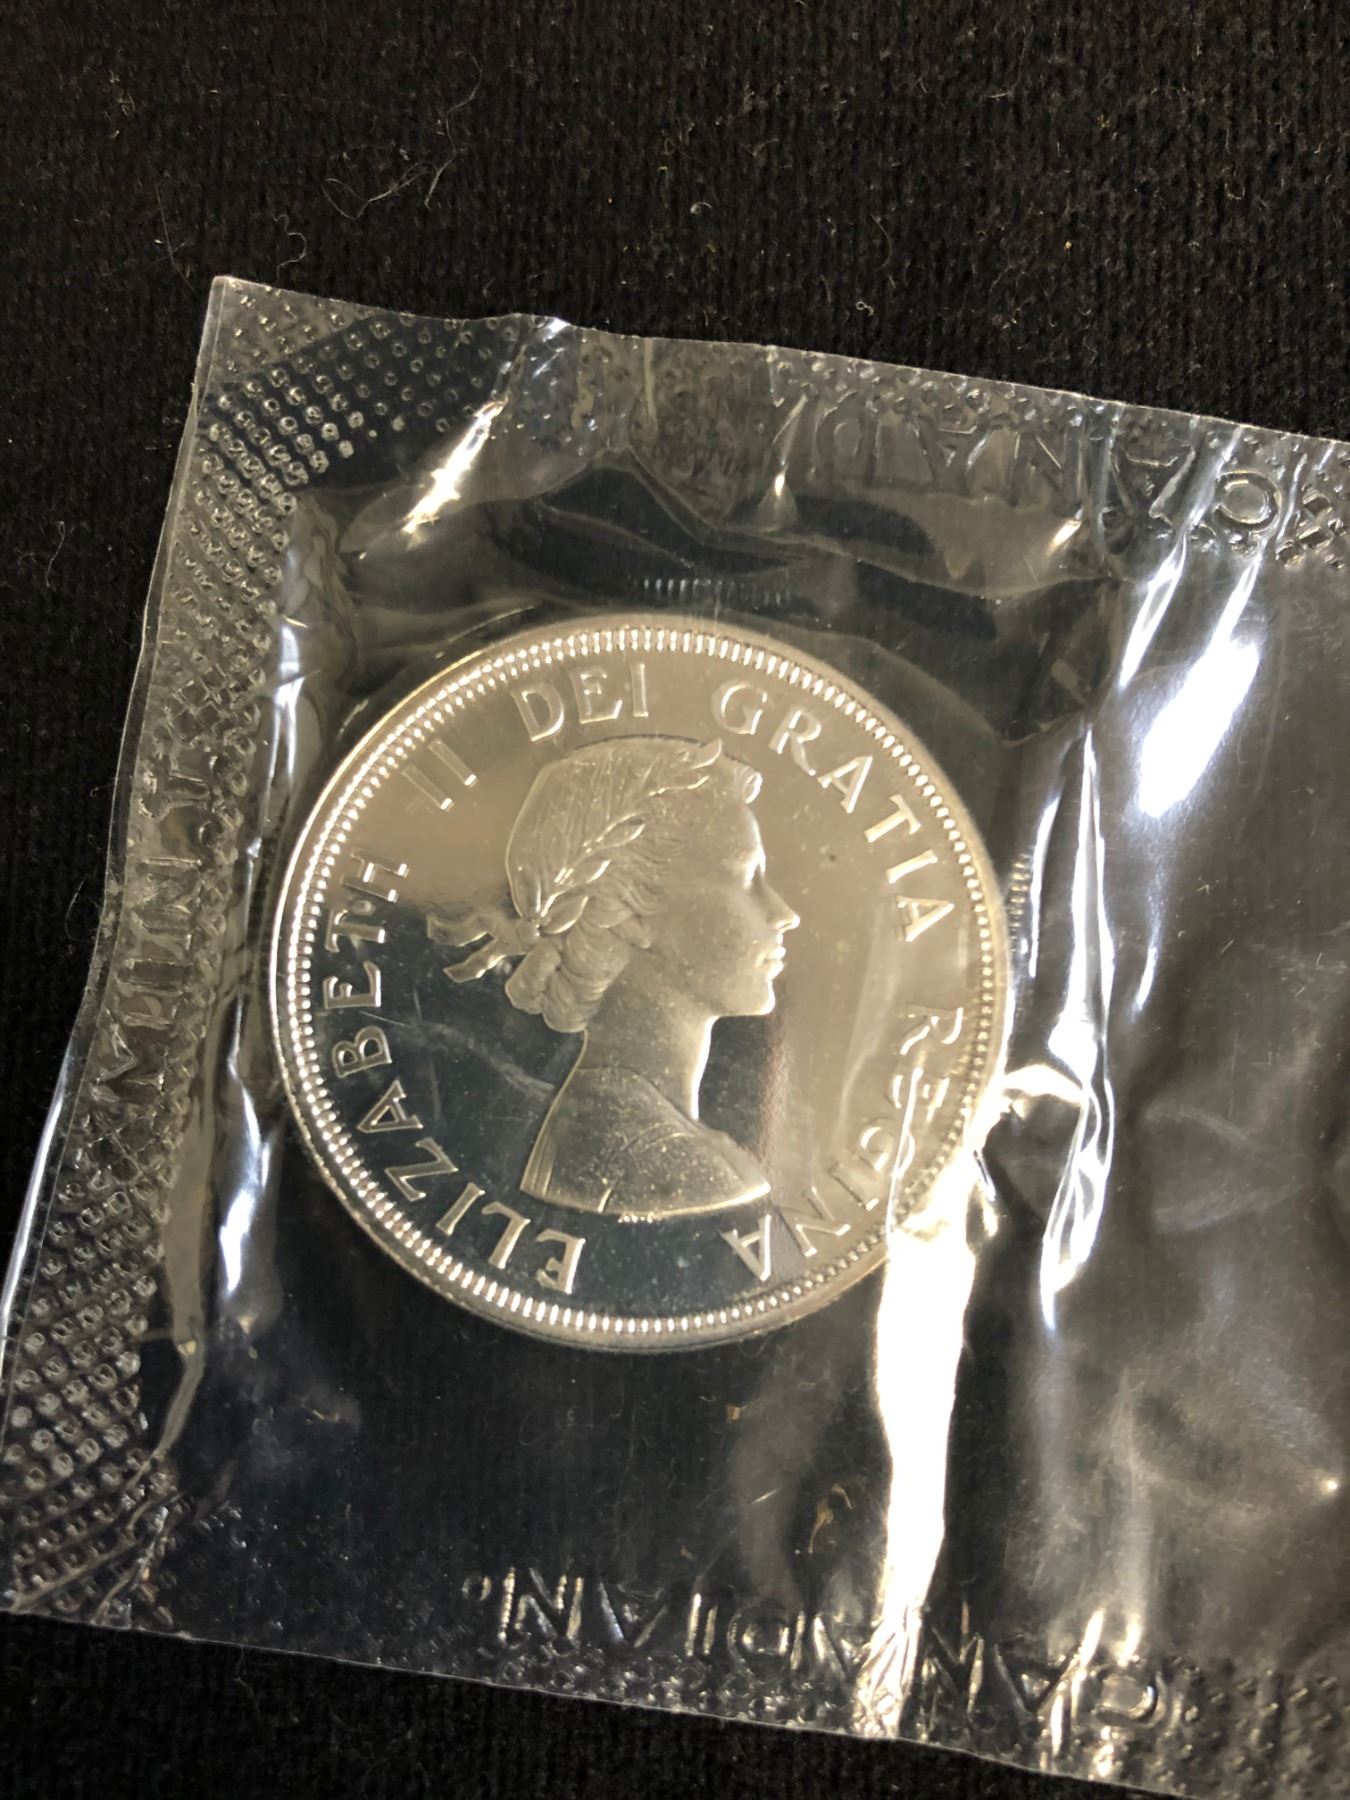 ELIZABETH II DEI GRATIA REGINA
CANADIAN
MINT
CANADIAN